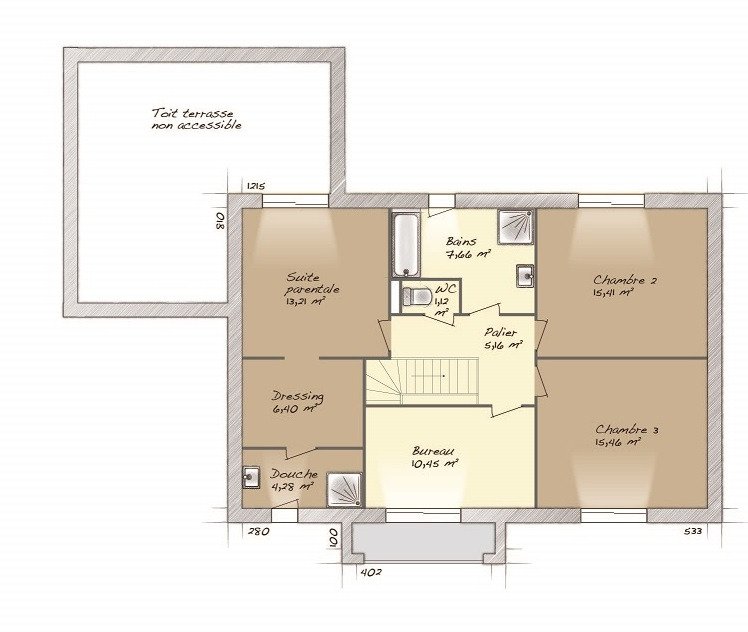 Toit terrasse
non accessible
1215
810
Suite
parentale
13,21 m²
Bains
7,66 m²
WC
1,12
m²
Chambre 2
15,41 m²
Palier
5,16 m²
Dressing
6,40 m²
Bureau
10,45 m²
Chambre 3
15,46 m²
Douche
4,28 m²
280
100
402
533